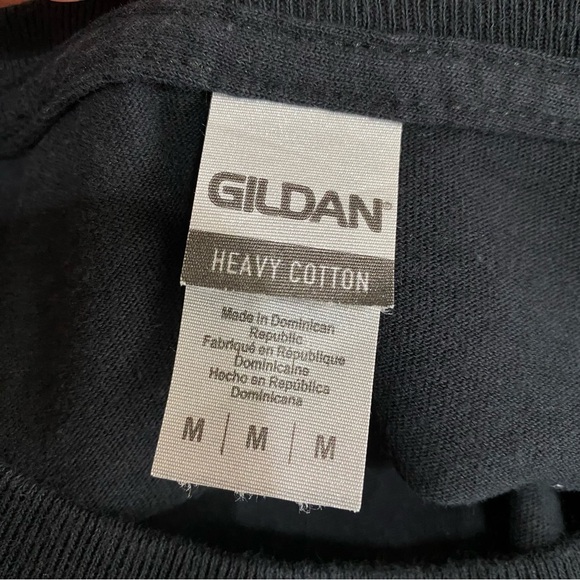 GILDAN®
HEAVY COTTON
Made in Dominican
Republic
Fabriqué en République
Dominicaine
Hecho en República
Dominicana
M | M | M